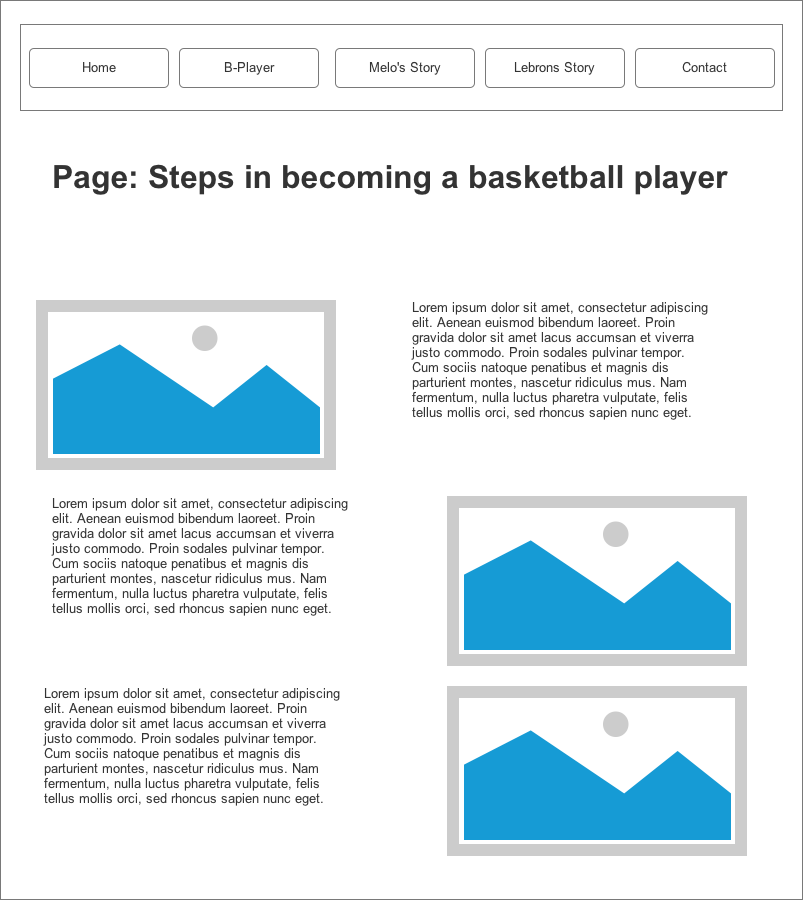 Home
B-Player
Melo's Story
Lebrons Story
Contact
Page: Steps in becoming a basketball player
Lorem ipsum dolor sit amet, consectetur adipiscing
elit. Aenean euismod bibendum laoreet. Proin
gravida dolor sit amet lacus accumsan et viverra
justo commodo. Proin sodales pulvinar tempor.
Cum sociis natoque penatibus et magnis dis
parturient montes, nascetur ridiculus mus. Nam
fermentum, nulla luctus pharetra vulputate, felis
tellus mollis orci, sed rhoncus sapien nunc eget.
Lorem ipsum dolor sit amet, consectetur adipiscing
elit. Aenean euismod bibendum laoreet. Proin
gravida dolor sit amet lacus accumsan et viverra
justo commodo. Proin sodales pulvinar tempor.
Cum sociis natoque penatibus et magnis dis
parturient montes, nascetur ridiculus mus. Nam
fermentum, nulla luctus pharetra vulputate, felis
tellus mollis orci, sed rhoncus sapien nunc eget.
Lorem ipsum dolor sit amet, consectetur adipiscing
elit. Aenean euismod bibendum laoreet. Proin
gravida dolor sit amet lacus accumsan et viverra
justo commodo. Proin sodales pulvinar tempor.
Cum sociis natoque penatibus et magnis dis
parturient montes, nascetur ridiculus mus. Nam
fermentum, nulla luctus pharetra vulputate, felis
tellus mollis orci, sed rhoncus sapien nunc eget.